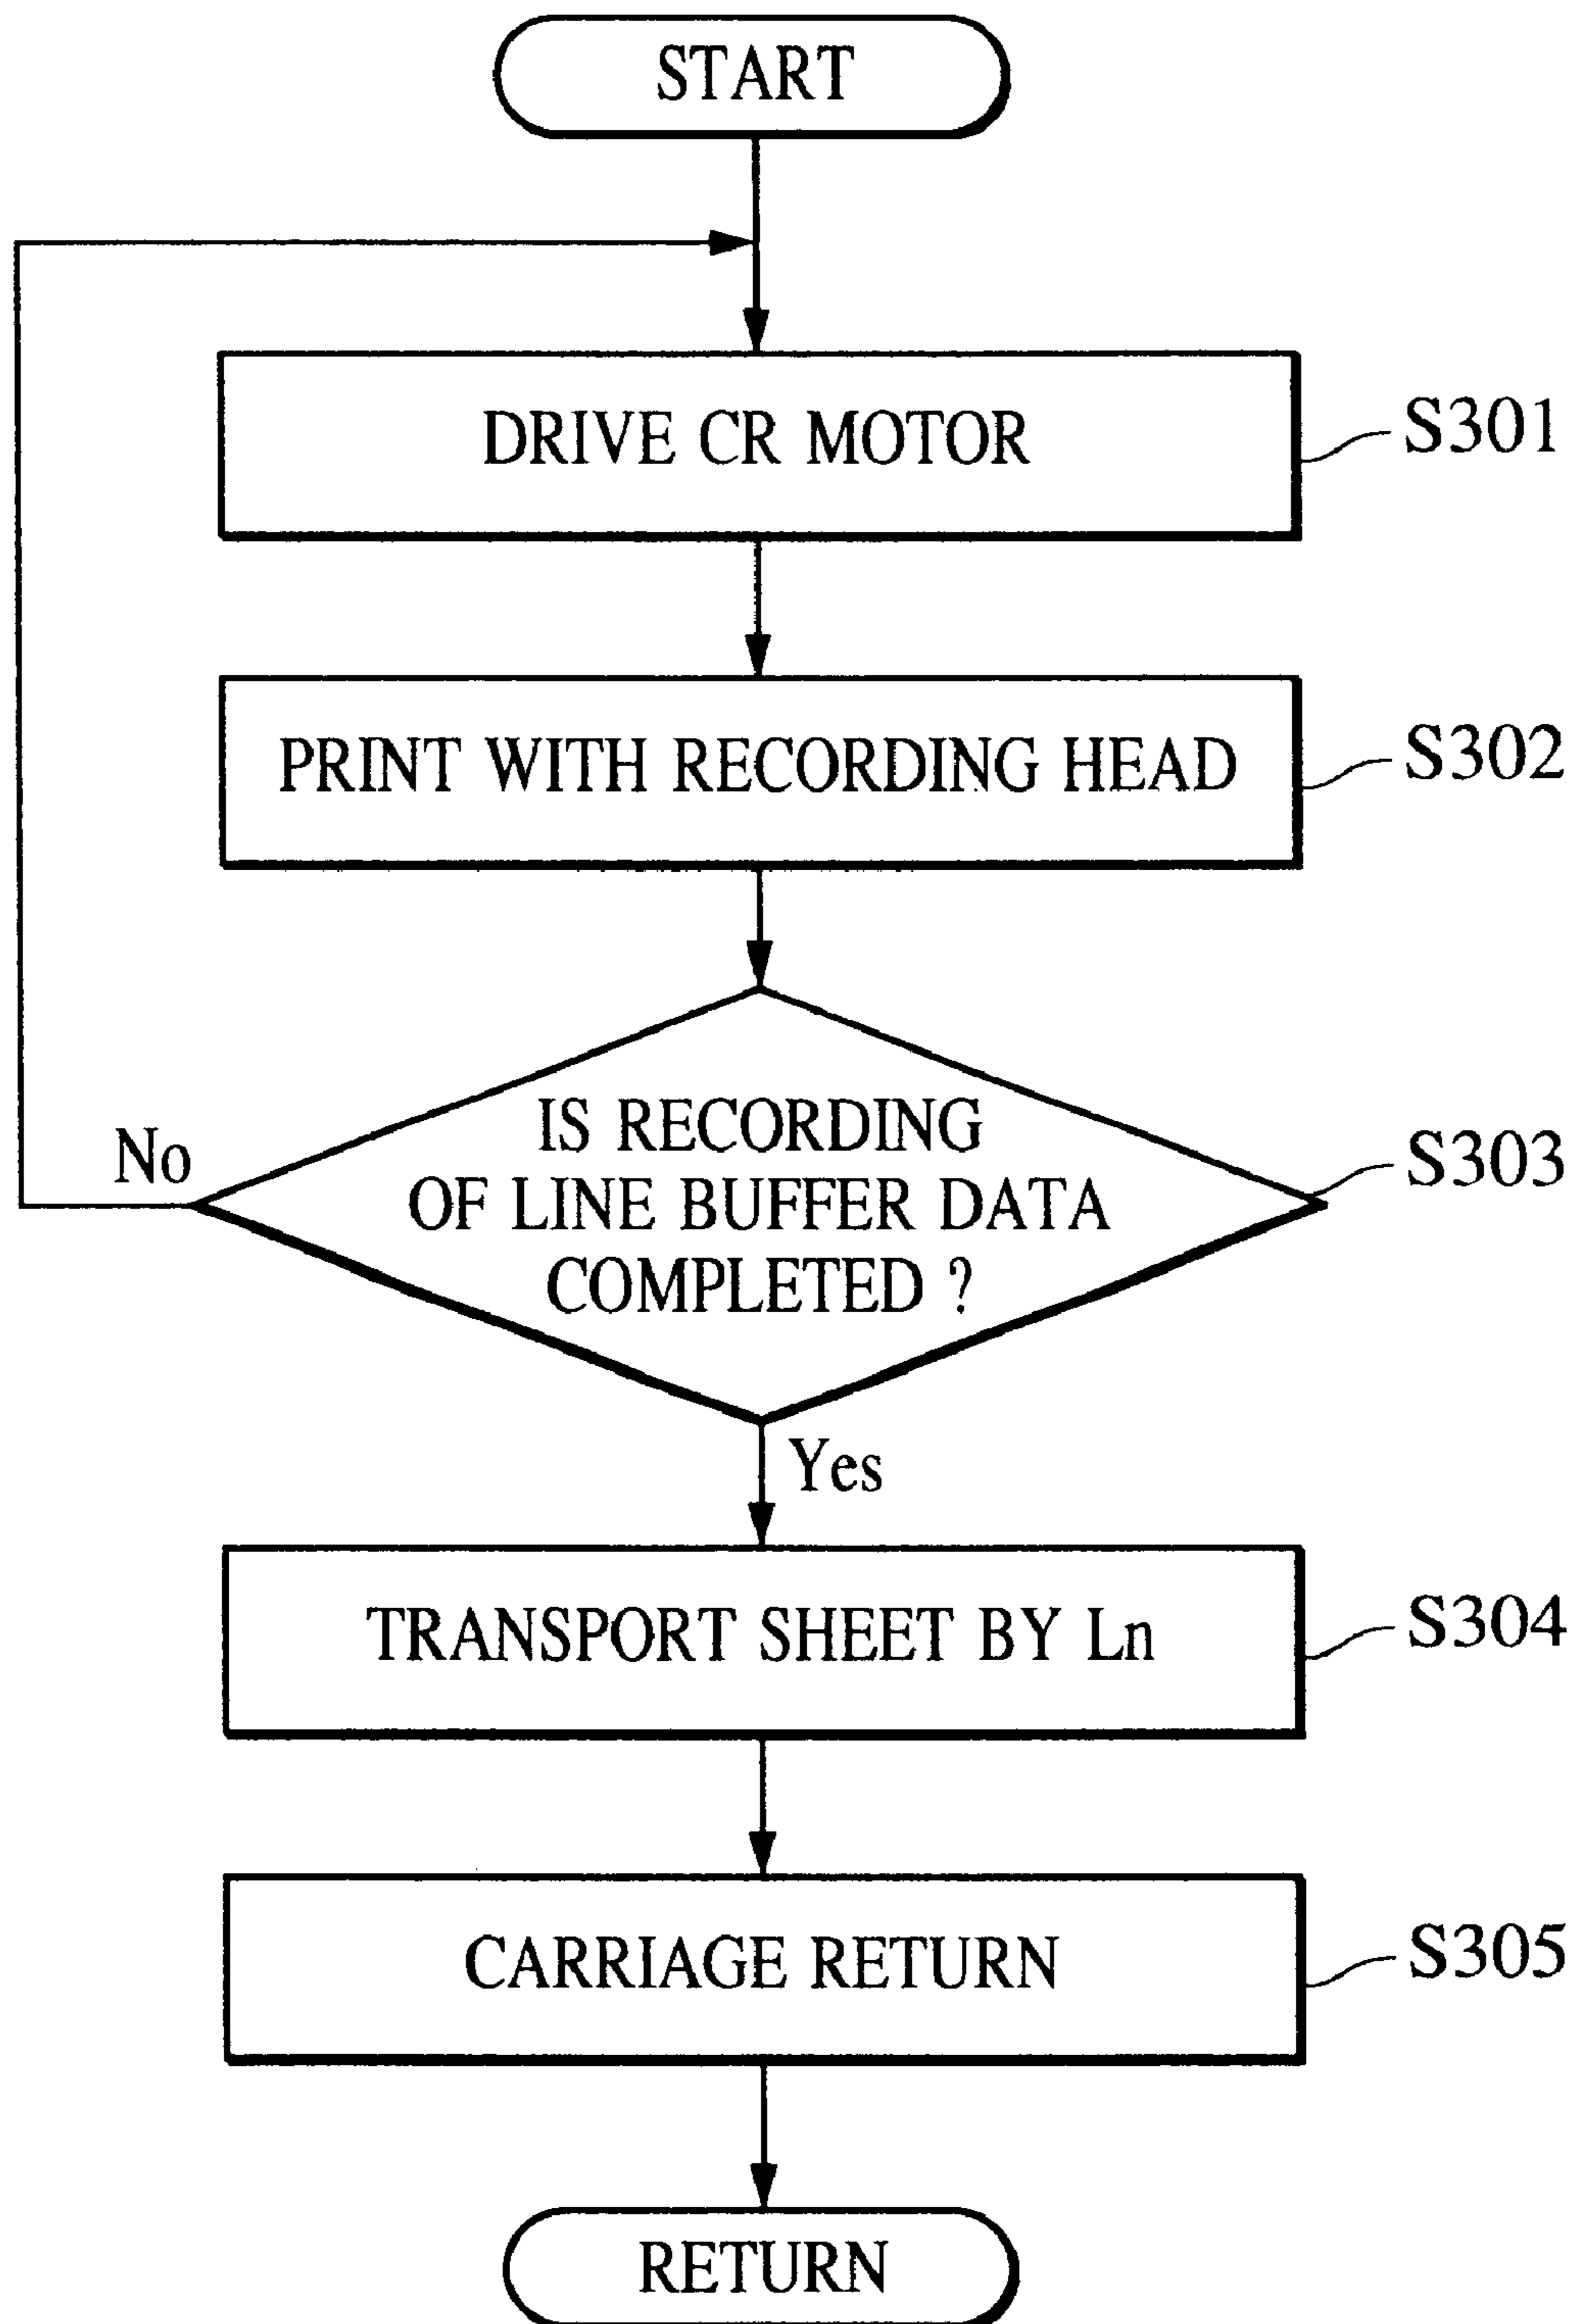 START
DRIVE CR MOTOR
S301
PRINT WITH RECORDING HEAD
S302
IS RECORDING
OF LINE BUFFER DATA
COMPLETED ?
S303
No
Yes
TRANSPORT SHEET BY Ln
S304
CARRIAGE RETURN
S305
RETURN